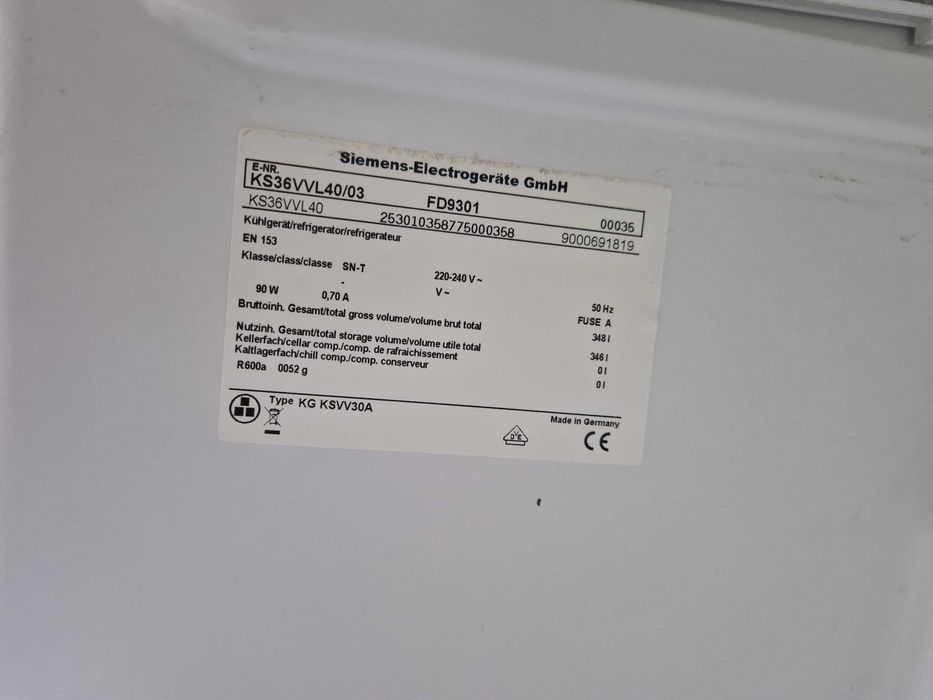 Siemens-Electrogeräte GmbH
E-NR.
KS36VVL40/03 FD9301 00035
KS36VVL40 253010358775000358 9000691819
Kühlgerät/refrigerator/refrigerateur
EN 153
Klasse/class/classe SN-T 220-240 V ~ 50 Hz
- V ~ FUSE A
90 W 0,70 A
Bruttoinh. Gesamt/total gross volume/volume brut total 348 l
Nutzinh. Gesamt/total storage volume/volume utile total 346 l
Kellerfach/cellar comp./comp. de rafraichissement 0 l
Kaltlagerfach/chill comp./comp. conserveur 0 l
R600a 0052 g
Type KG KSVV30A
Made in Germany
DVE
CE